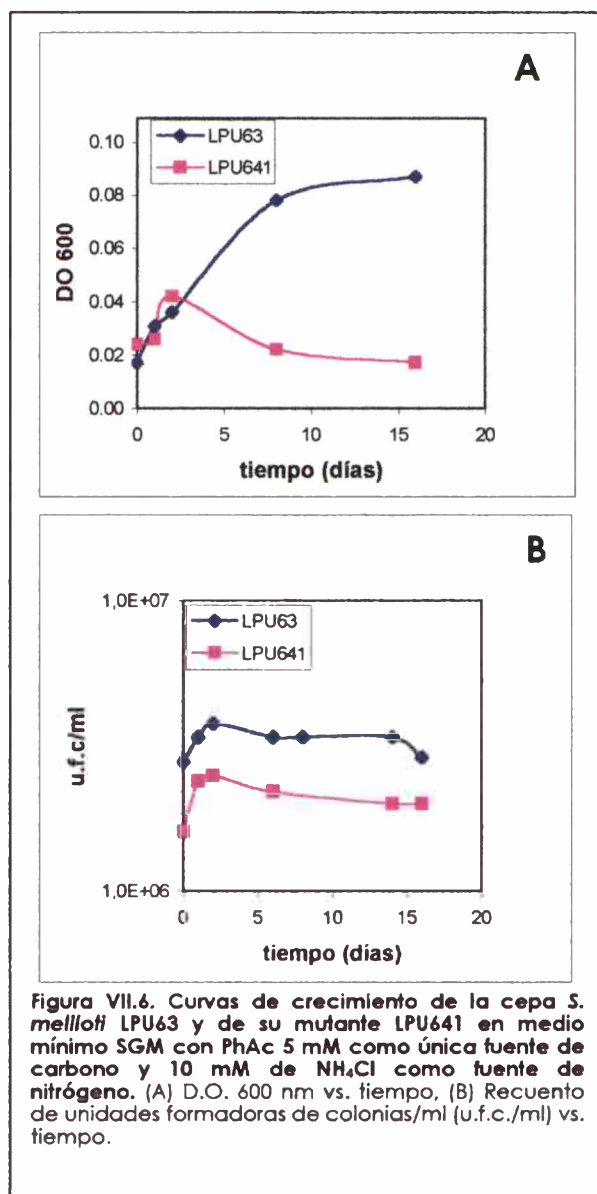 A
LPU63
LPU641
0.10
0.08
0.06
0.04
0.02
0.00
DO 600
0
5
10
15
20
tiempo (días)
B
1,0E+07
LPU63
LPU641
u.f.c/ml
1,0E+06
0
5
10
15
20
tiempo (días)
Figura VII.6. Curvas de crecimiento de la cepa S.
meliloti LPU63 y de su mutante LPU641 en medio
mínimo SGM con PhAc 5 mM como única fuente de
carbono y 10 mM de NH₄Cl como fuente de
nitrógeno. (A) D.O. 600 nm vs. tiempo, (B) Recuento
de unidades formadoras de colonias/ml (u.f.c./ml) vs.
tiempo.